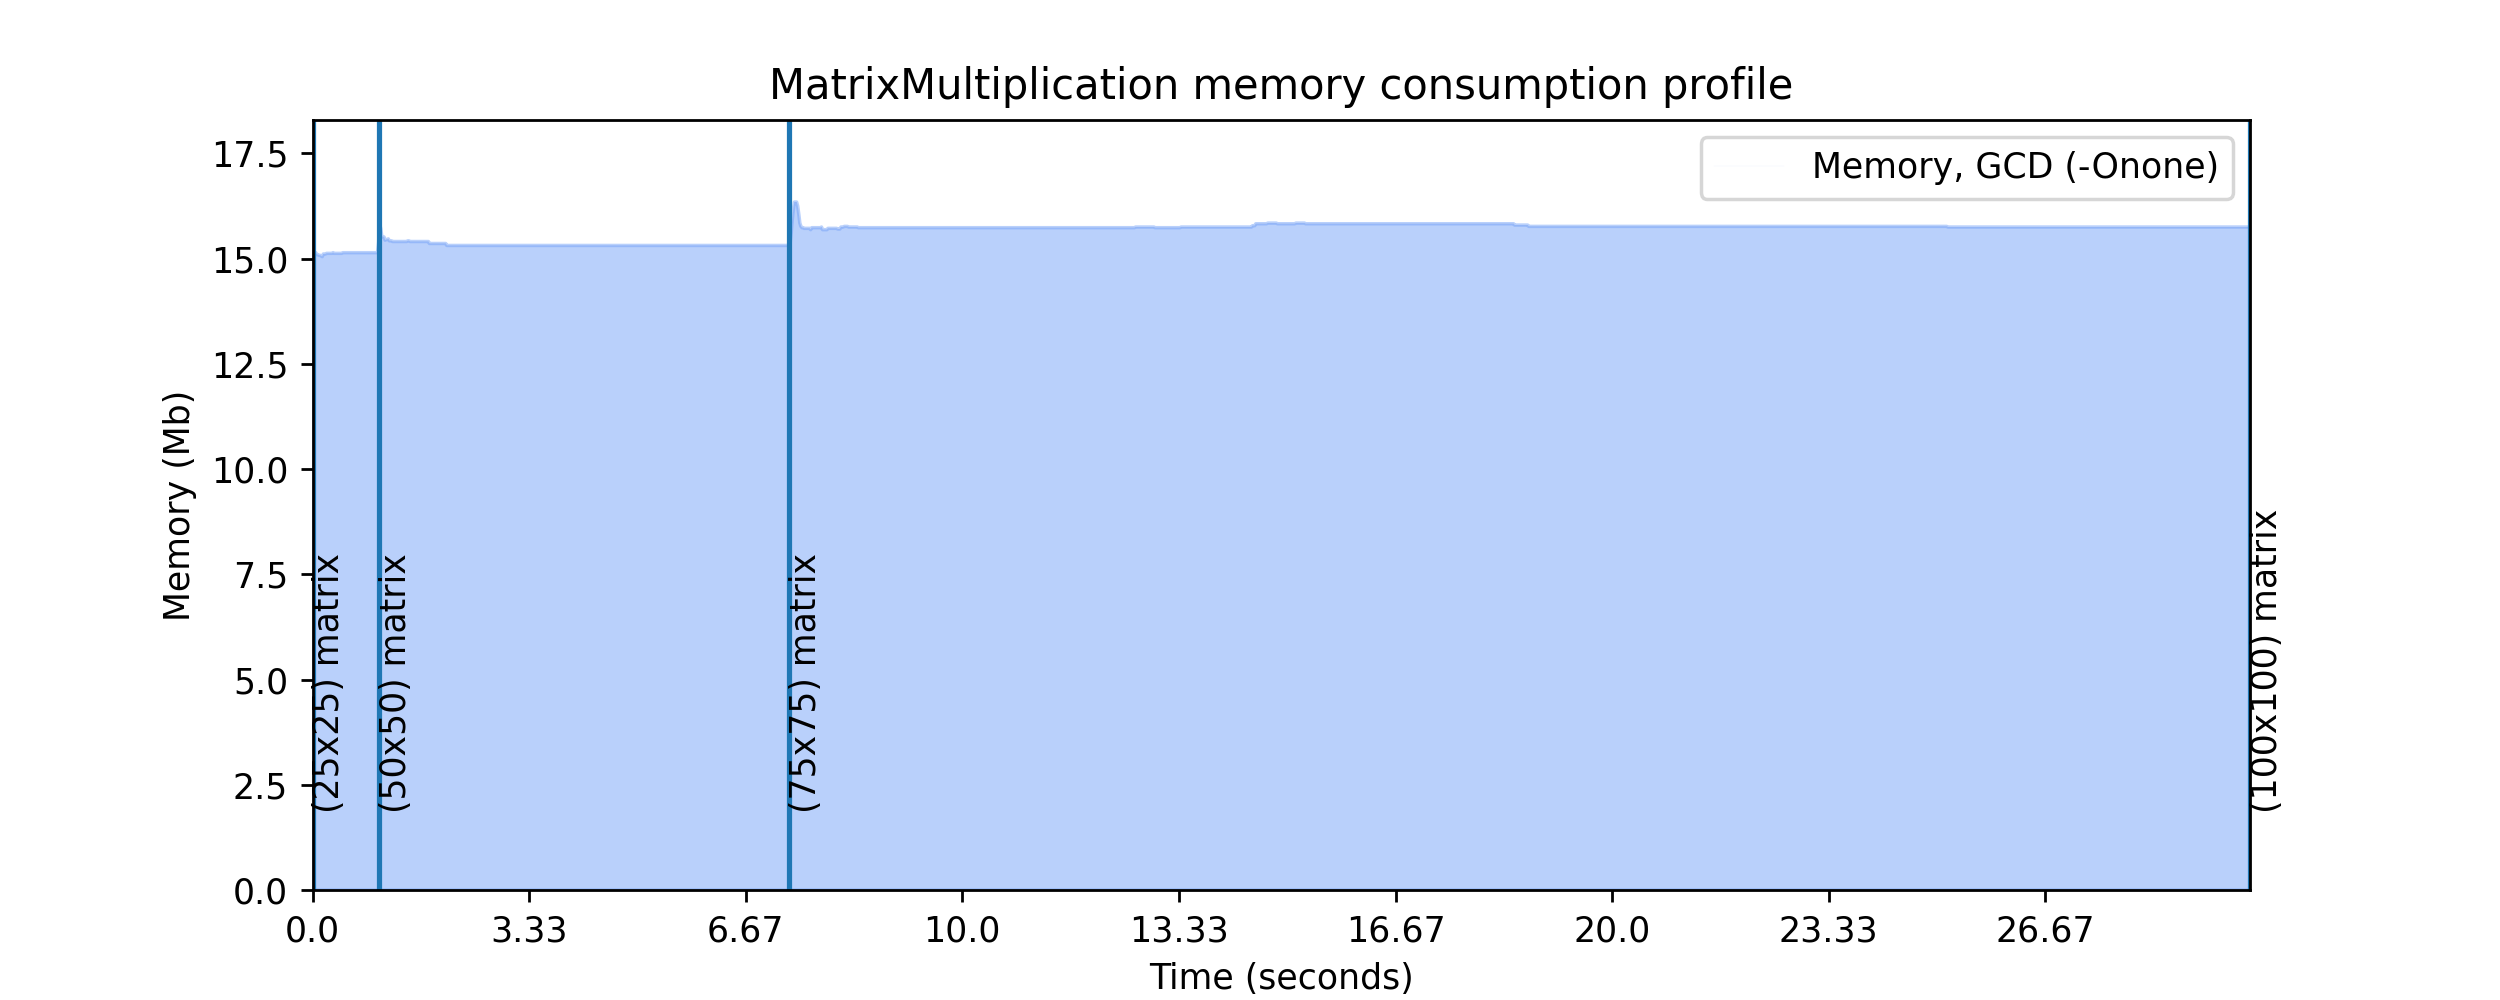 MatrixMultiplication memory consumption profile
Memory, GCD (-Onone)
Memory (Mb)
17.5
15.0
12.5
10.0
7.5
5.0
2.5
0.0
(25x25) matrix
(50x50) matrix
(75x75) matrix
(100x100) matrix
0.0 3.33 6.67 10.0 13.33 16.67 20.0 23.33 26.67
Time (seconds)